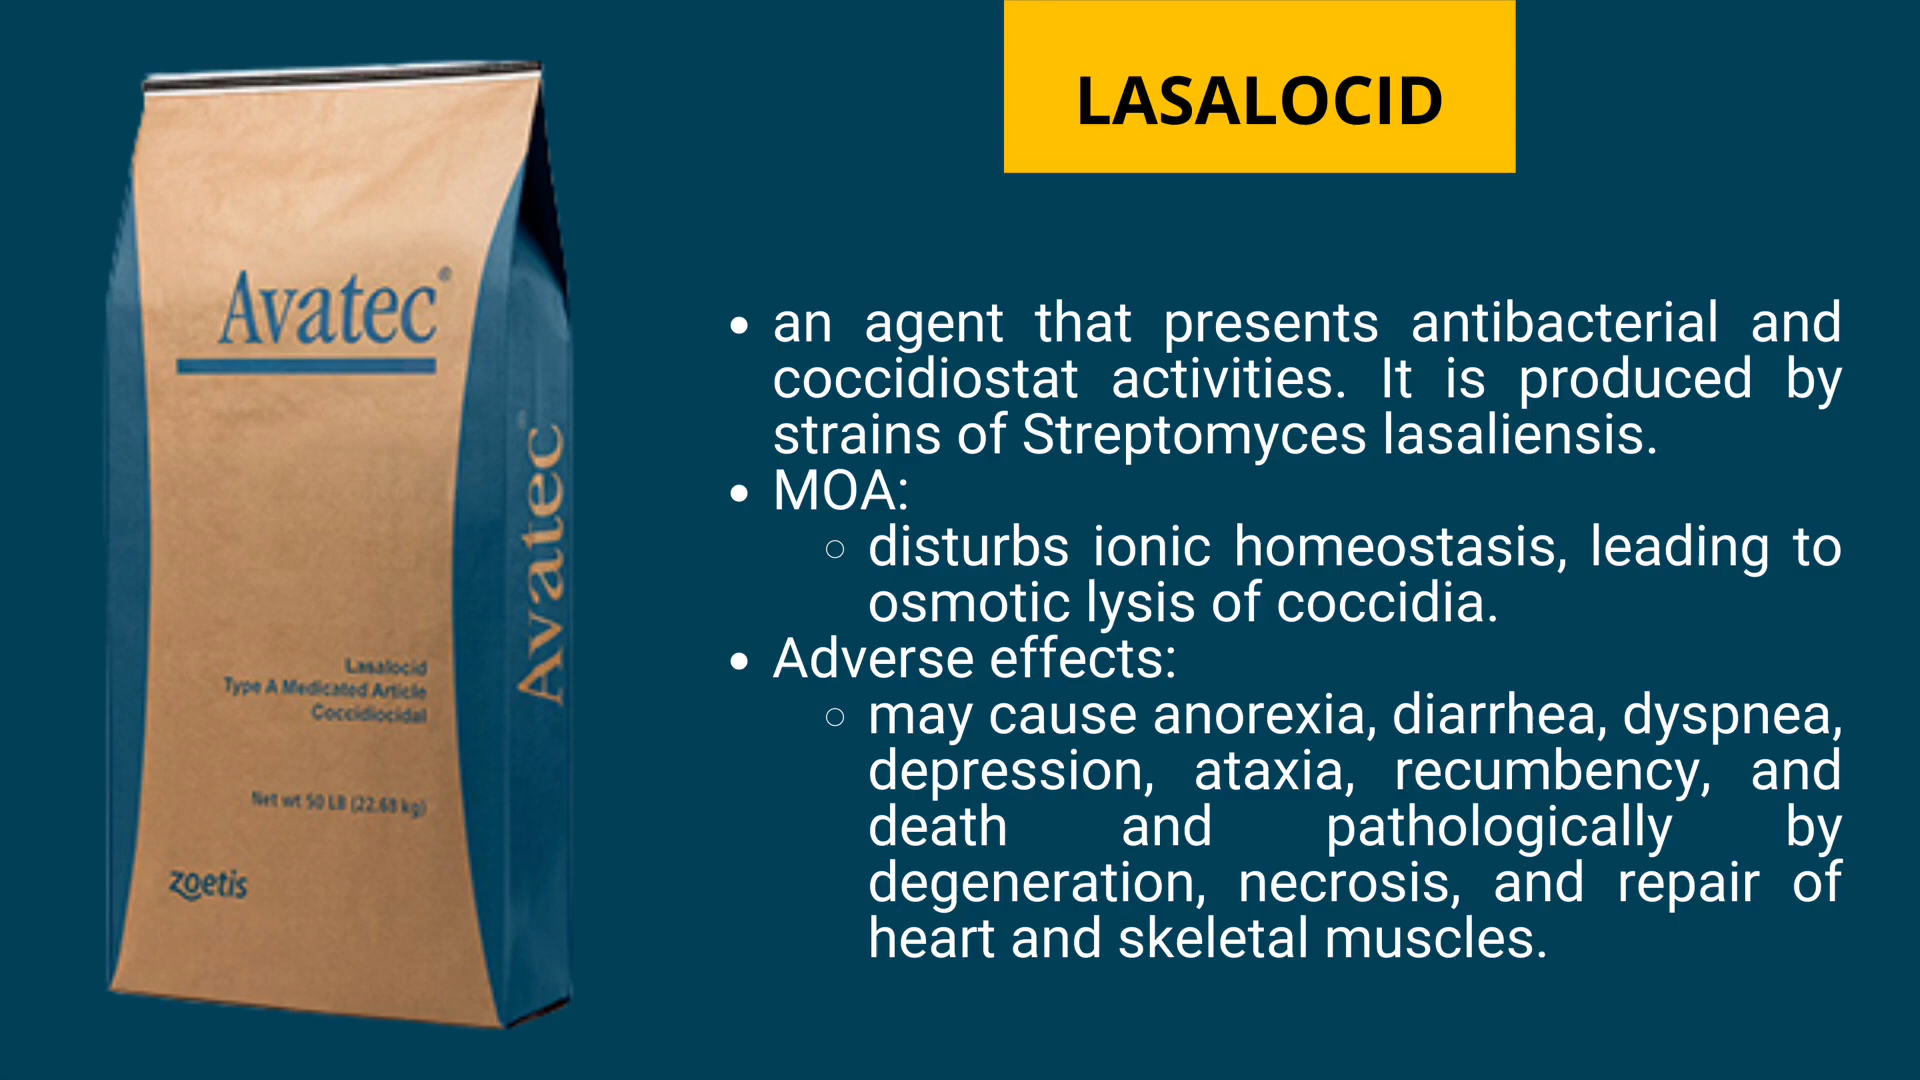 LASALOCID
Avatec®
Avatec
Lasalocid
Type A Medicated Article
Coccidiocidal
Net wt 50 LB (22.68 kg)
zoetis
• an agent that presents antibacterial and
coccidiostat activities. It is produced by
strains of Streptomyces lasaliensis.
• MOA:
○ disturbs ionic homeostasis, leading to
osmotic lysis of coccidia.
• Adverse effects:
○ may cause anorexia, diarrhea, dyspnea,
depression, ataxia, recumbency, and
death and pathologically by
degeneration, necrosis, and repair of
heart and skeletal muscles.